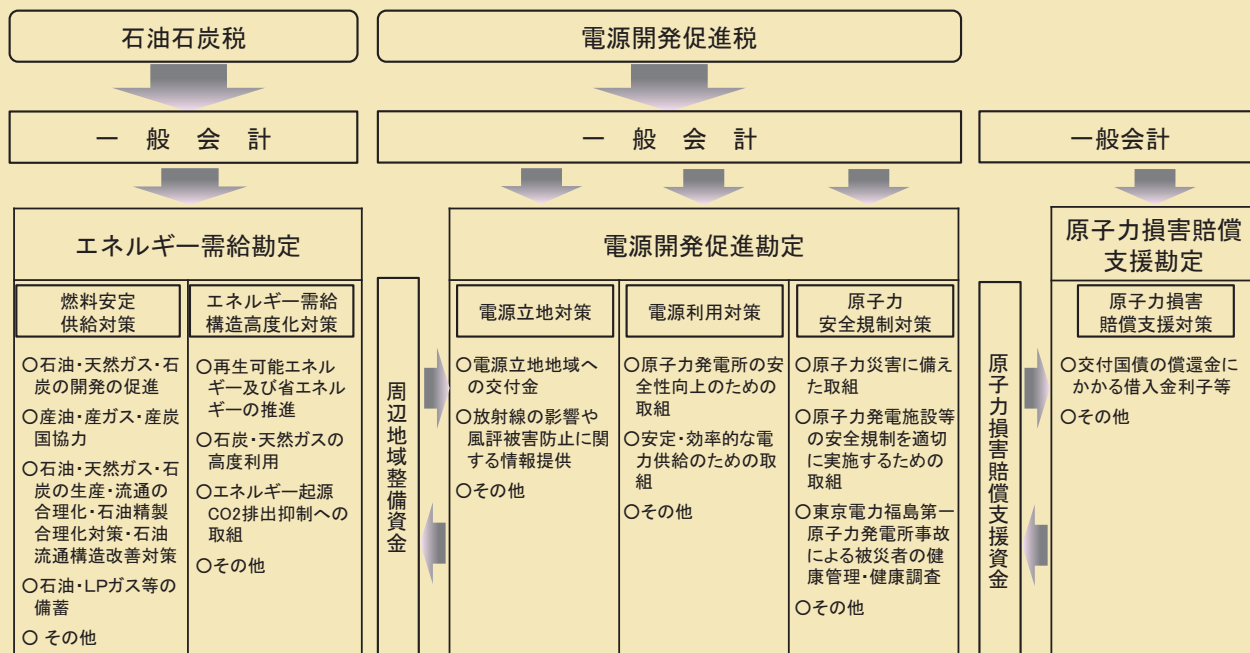 石油石炭税
電源開発促進税
一般会計
一般会計
一般会計
エネルギー需給勘定
燃料安定
供給対策
○石油・天然ガス・石
炭の開発の促進
○産油・産ガス・産炭
国協力
○石油・天然ガス・石
炭の生産・流通の
合理化・石油精製
合理化対策・石油
流通構造改善対策
○石油・LPガス等の
備蓄
○ その他
エネルギー需給
構造高度化対策
○再生可能エネル
ギー及び省エネル
ギーの推進
○石炭・天然ガスの
高度利用
○エネルギー起源
CO2排出抑制への
取組
○その他
周辺地域整備資金
電源開発促進勘定
電源立地対策
○電源立地地域へ
の交付金
○放射線の影響や
風評被害防止に関
する情報提供
○その他
電源利用対策
○原子力発電所の安
全性向上のための
取組
○安定・効率的な電
力供給のための取
組
○その他
原子力
安全規制対策
○原子力災害に備え
た取組
○原子力発電施設等
の安全規制を適切
に実施するための
取組
○東京電力福島第一
原子力発電所事故
による被災者の健
康管理・健康調査
○その他
原子力損害賠償支援資金
原子力損害賠償
支援勘定
原子力損害
賠償支援対策
○交付国債の償還金に
かかる借入金利子等
○その他